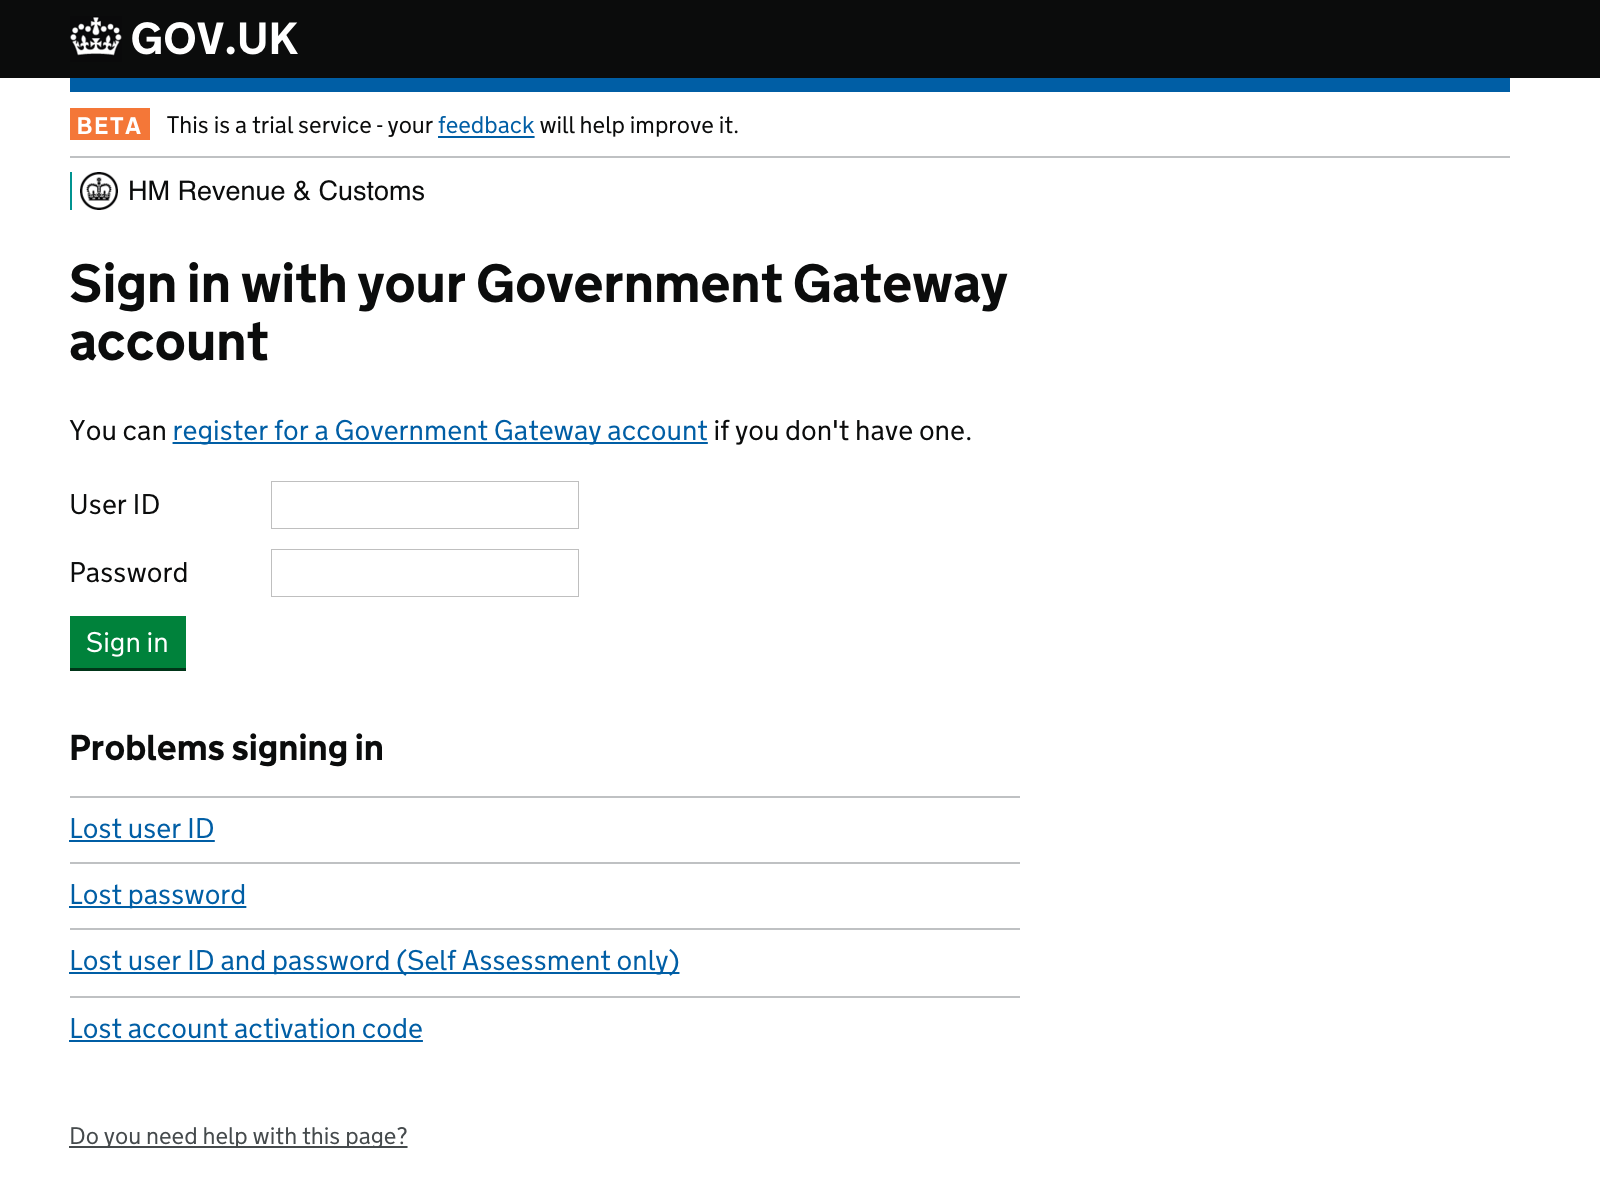 GOV.UK
BETA This is a trial service - your feedback will help improve it.
HM Revenue & Customs
Sign in with your Government Gateway
account
You can register for a Government Gateway account if you don't have one.
User ID
Password
Sign in
Problems signing in
Lost user ID
Lost password
Lost user ID and password (Self Assessment only)
Lost account activation code
Do you need help with this page?